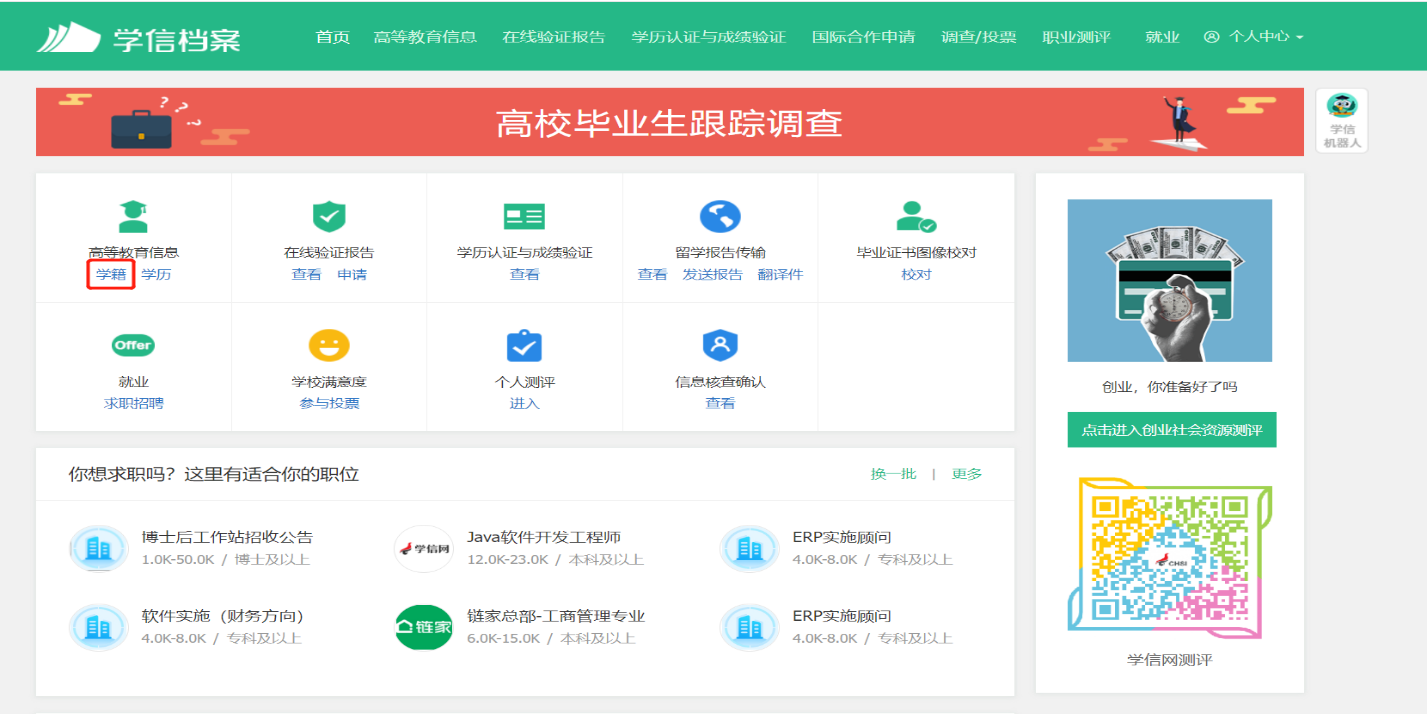 学信档案
首页 高等教育信息 在线验证报告 学历认证与成绩验证 国际合作申请 调查/投票 职业测评 就业 个人中心
? ? ?
高校毕业生跟踪调查
学信
机器人
高等教育信息
学籍 学历
在线验证报告
查看 申请
学历认证与成绩验证
查看
留学报告传输
查看 发送报告 翻译件
毕业证书图像校对
校对
Offer
就业
求职招聘
学校满意度
参与投票
个人测评
进入
信息核查确认
查看
创业，你准备好了吗
点击进入创业社会资源测评
CHSI
学信网测评
你想求职吗？这里有适合你的职位
换一批 | 更多
博士后工作站招收公告
1.0K-50.0K / 博士及以上
学信网
Java软件开发工程师
12.0K-23.0K / 本科及以上
ERP实施顾问
4.0K-8.0K / 专科及以上
软件实施（财务方向）
4.0K-8.0K / 专科及以上
链家
链家总部-工商管理专业
6.0K-15.0K / 本科及以上
ERP实施顾问
4.0K-8.0K / 专科及以上